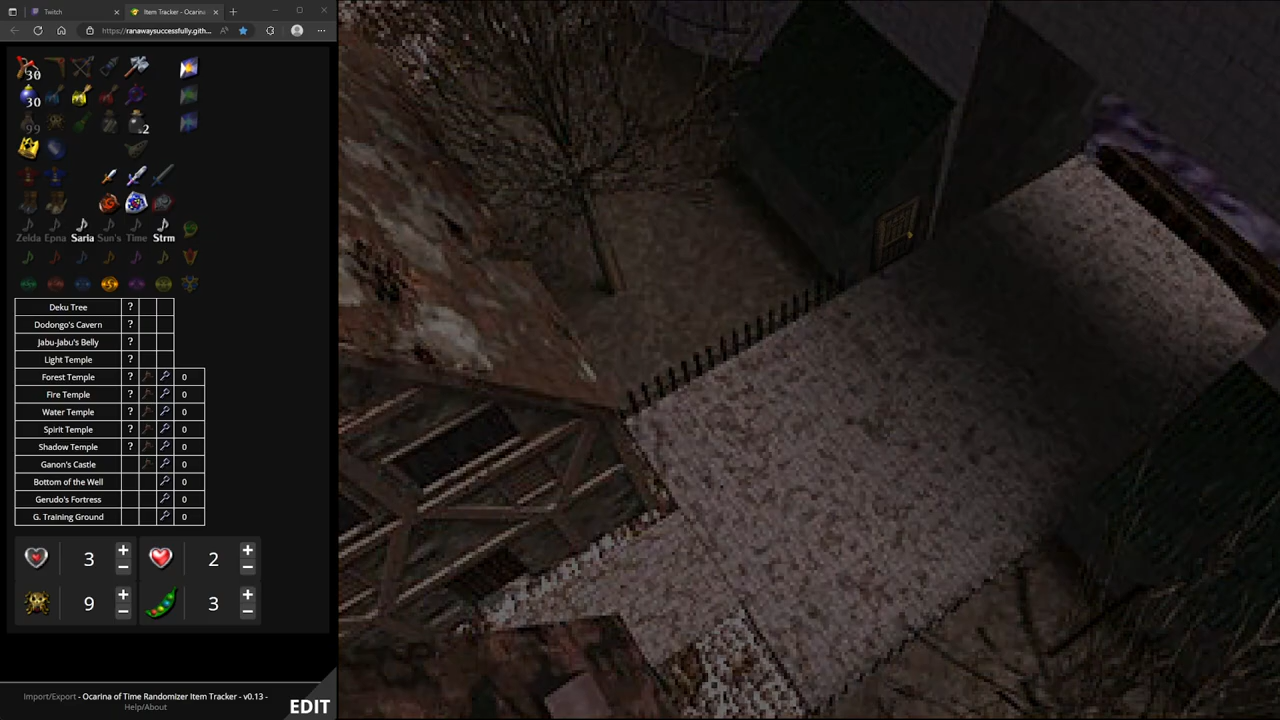 Twitch
Item Tracker - Ocarina
https://ranawaysuccessfully.gith...
30
30
99
2
Zelda Epna Saria Sun's Time Strm
Deku Tree ?
Dodongo's Cavern ?
Jabu-Jabu's Belly ?
Light Temple ?
Forest Temple ? 0
Fire Temple ? 0
Water Temple ? 0
Spirit Temple ? 0
Shadow Temple ? 0
Ganon's Castle 0
Bottom of the Well 0
Gerudo's Fortress 0
G. Training Ground 0
3 + − 2 + −
9 + − 3 + −
Import/Export - Ocarina of Time Randomizer Item Tracker - v0.13 -
Help/About
EDIT